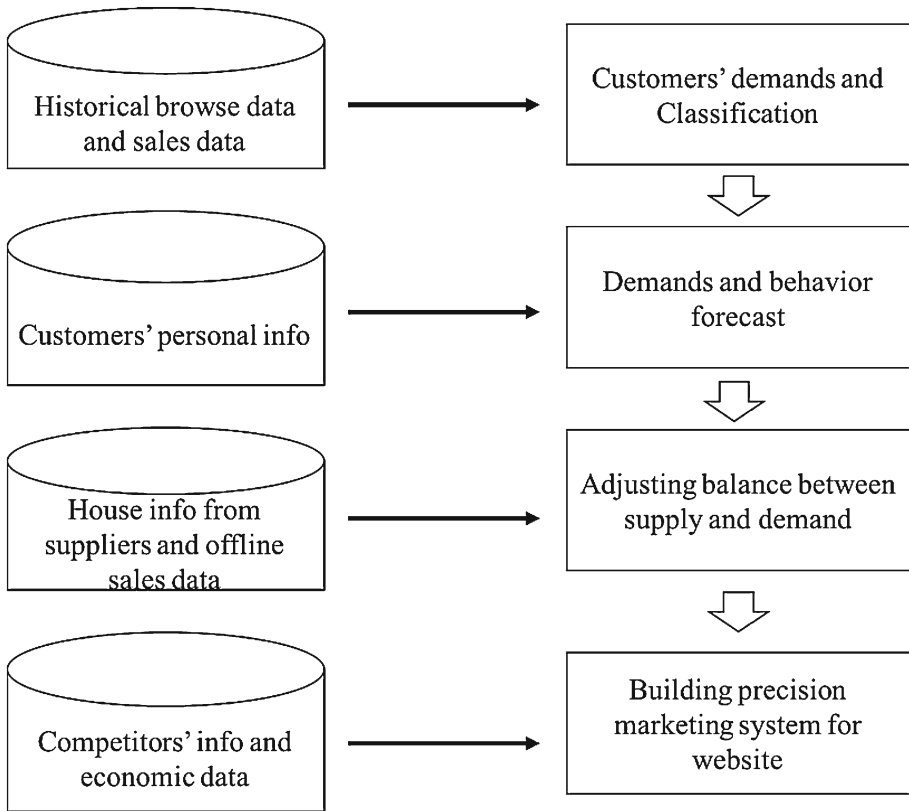 Historical browse data
and sales data
Customers’ demands and
Classification
Customers’ personal info
Demands and behavior
forecast
House info from
suppliers and offline
sales data
Adjusting balance between
supply and demand
Competitors’ info and
economic data
Building precision
marketing system for
website